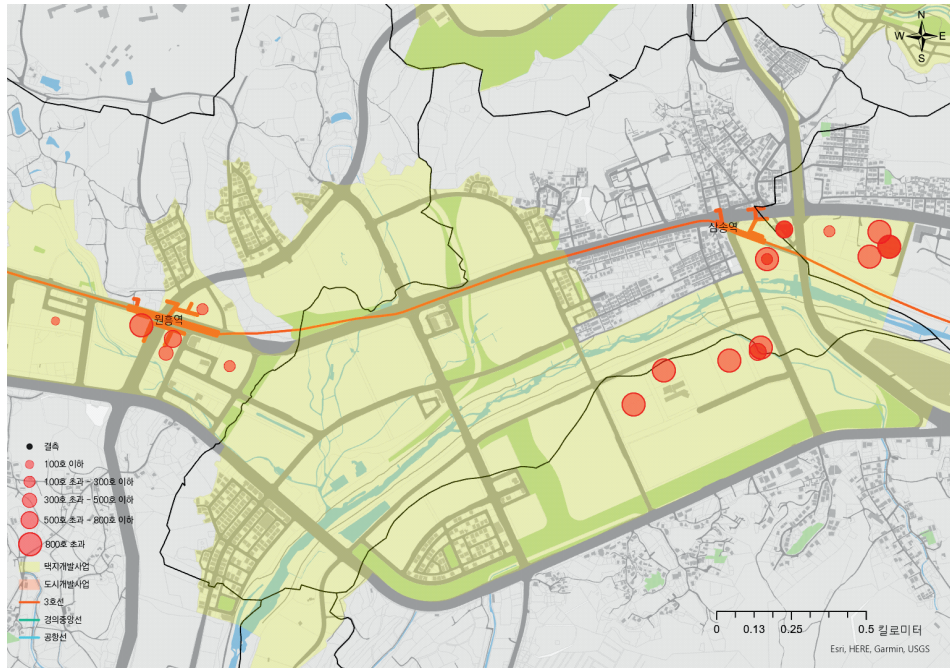 N
W E
S
삼송역
원흥역
결측
100호 이하
100호 초과 - 300호 이하
300호 초과 - 500호 이하
500호 초과 - 800호 이하
800호 초과
택지개발사업
도시개발사업
3호선
경의중앙선
공항선
0 0.13 0.25 0.5 킬로미터
Esri, HERE, Garmin, USGS